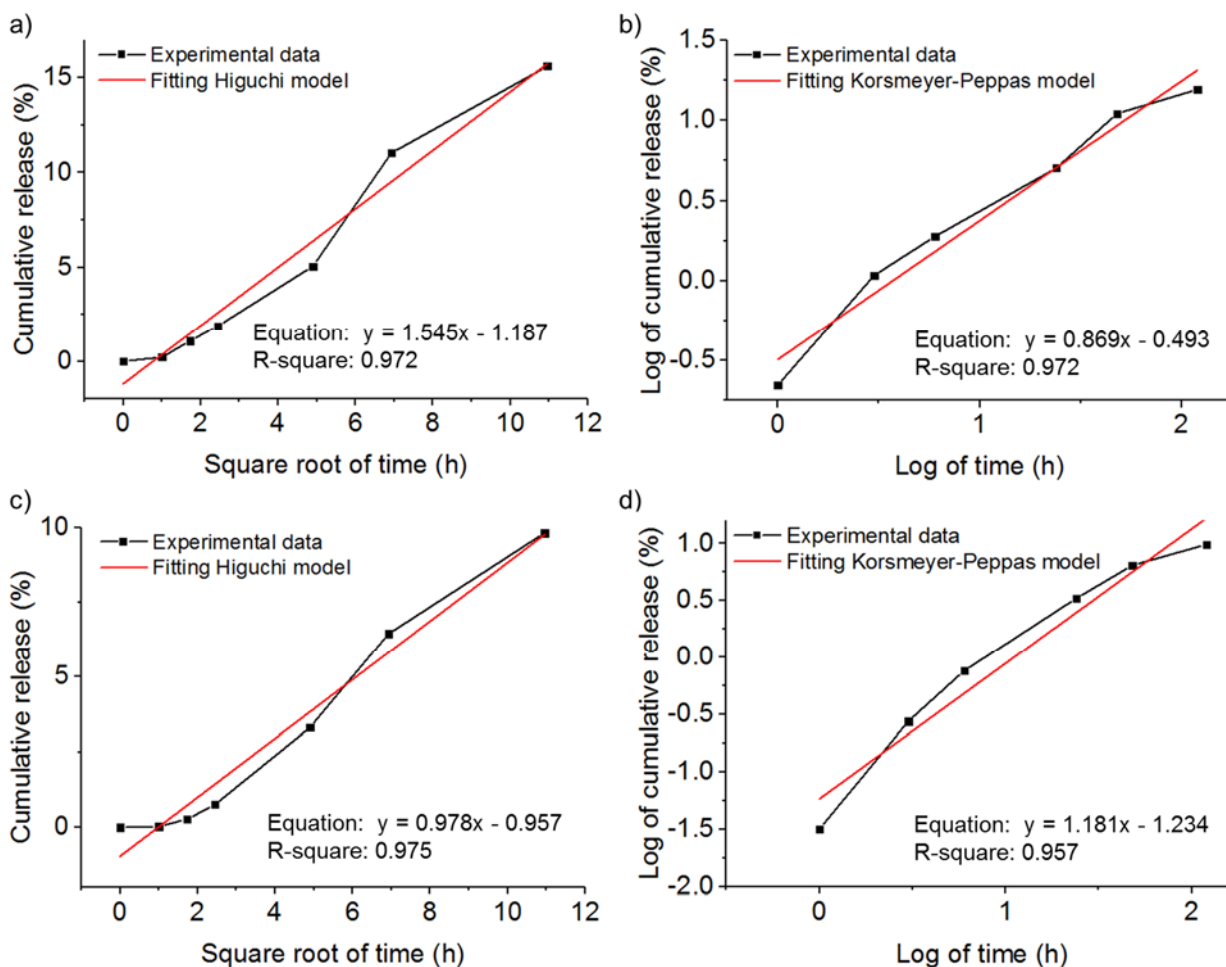 a)
Experimental data
Fitting Higuchi model
15
10
5
0
Cumulative release (%)
Equation: y = 1.545x - 1.187
R-square: 0.972
0 2 4 6 8 10 12
Square root of time (h)
b)
1.5
Experimental data
Fitting Korsmeyer-Peppas model
1.0
0.5
0.0
-0.5
Log of cumulative release (%)
Equation: y = 0.869x - 0.493
R-square: 0.972
0 1 2
Log of time (h)
c)
10
Experimental data
Fitting Higuchi model
5
0
Cumulative release (%)
Equation: y = 0.978x - 0.957
R-square: 0.975
0 2 4 6 8 10 12
Square root of time (h)
d)
Experimental data
Fitting Korsmeyer-Peppas model
1.0
0.5
0.0
-0.5
-1.0
-1.5
-2.0
Log of cumulative release (%)
Equation: y = 1.181x - 1.234
R-square: 0.957
0 1 2
Log of time (h)